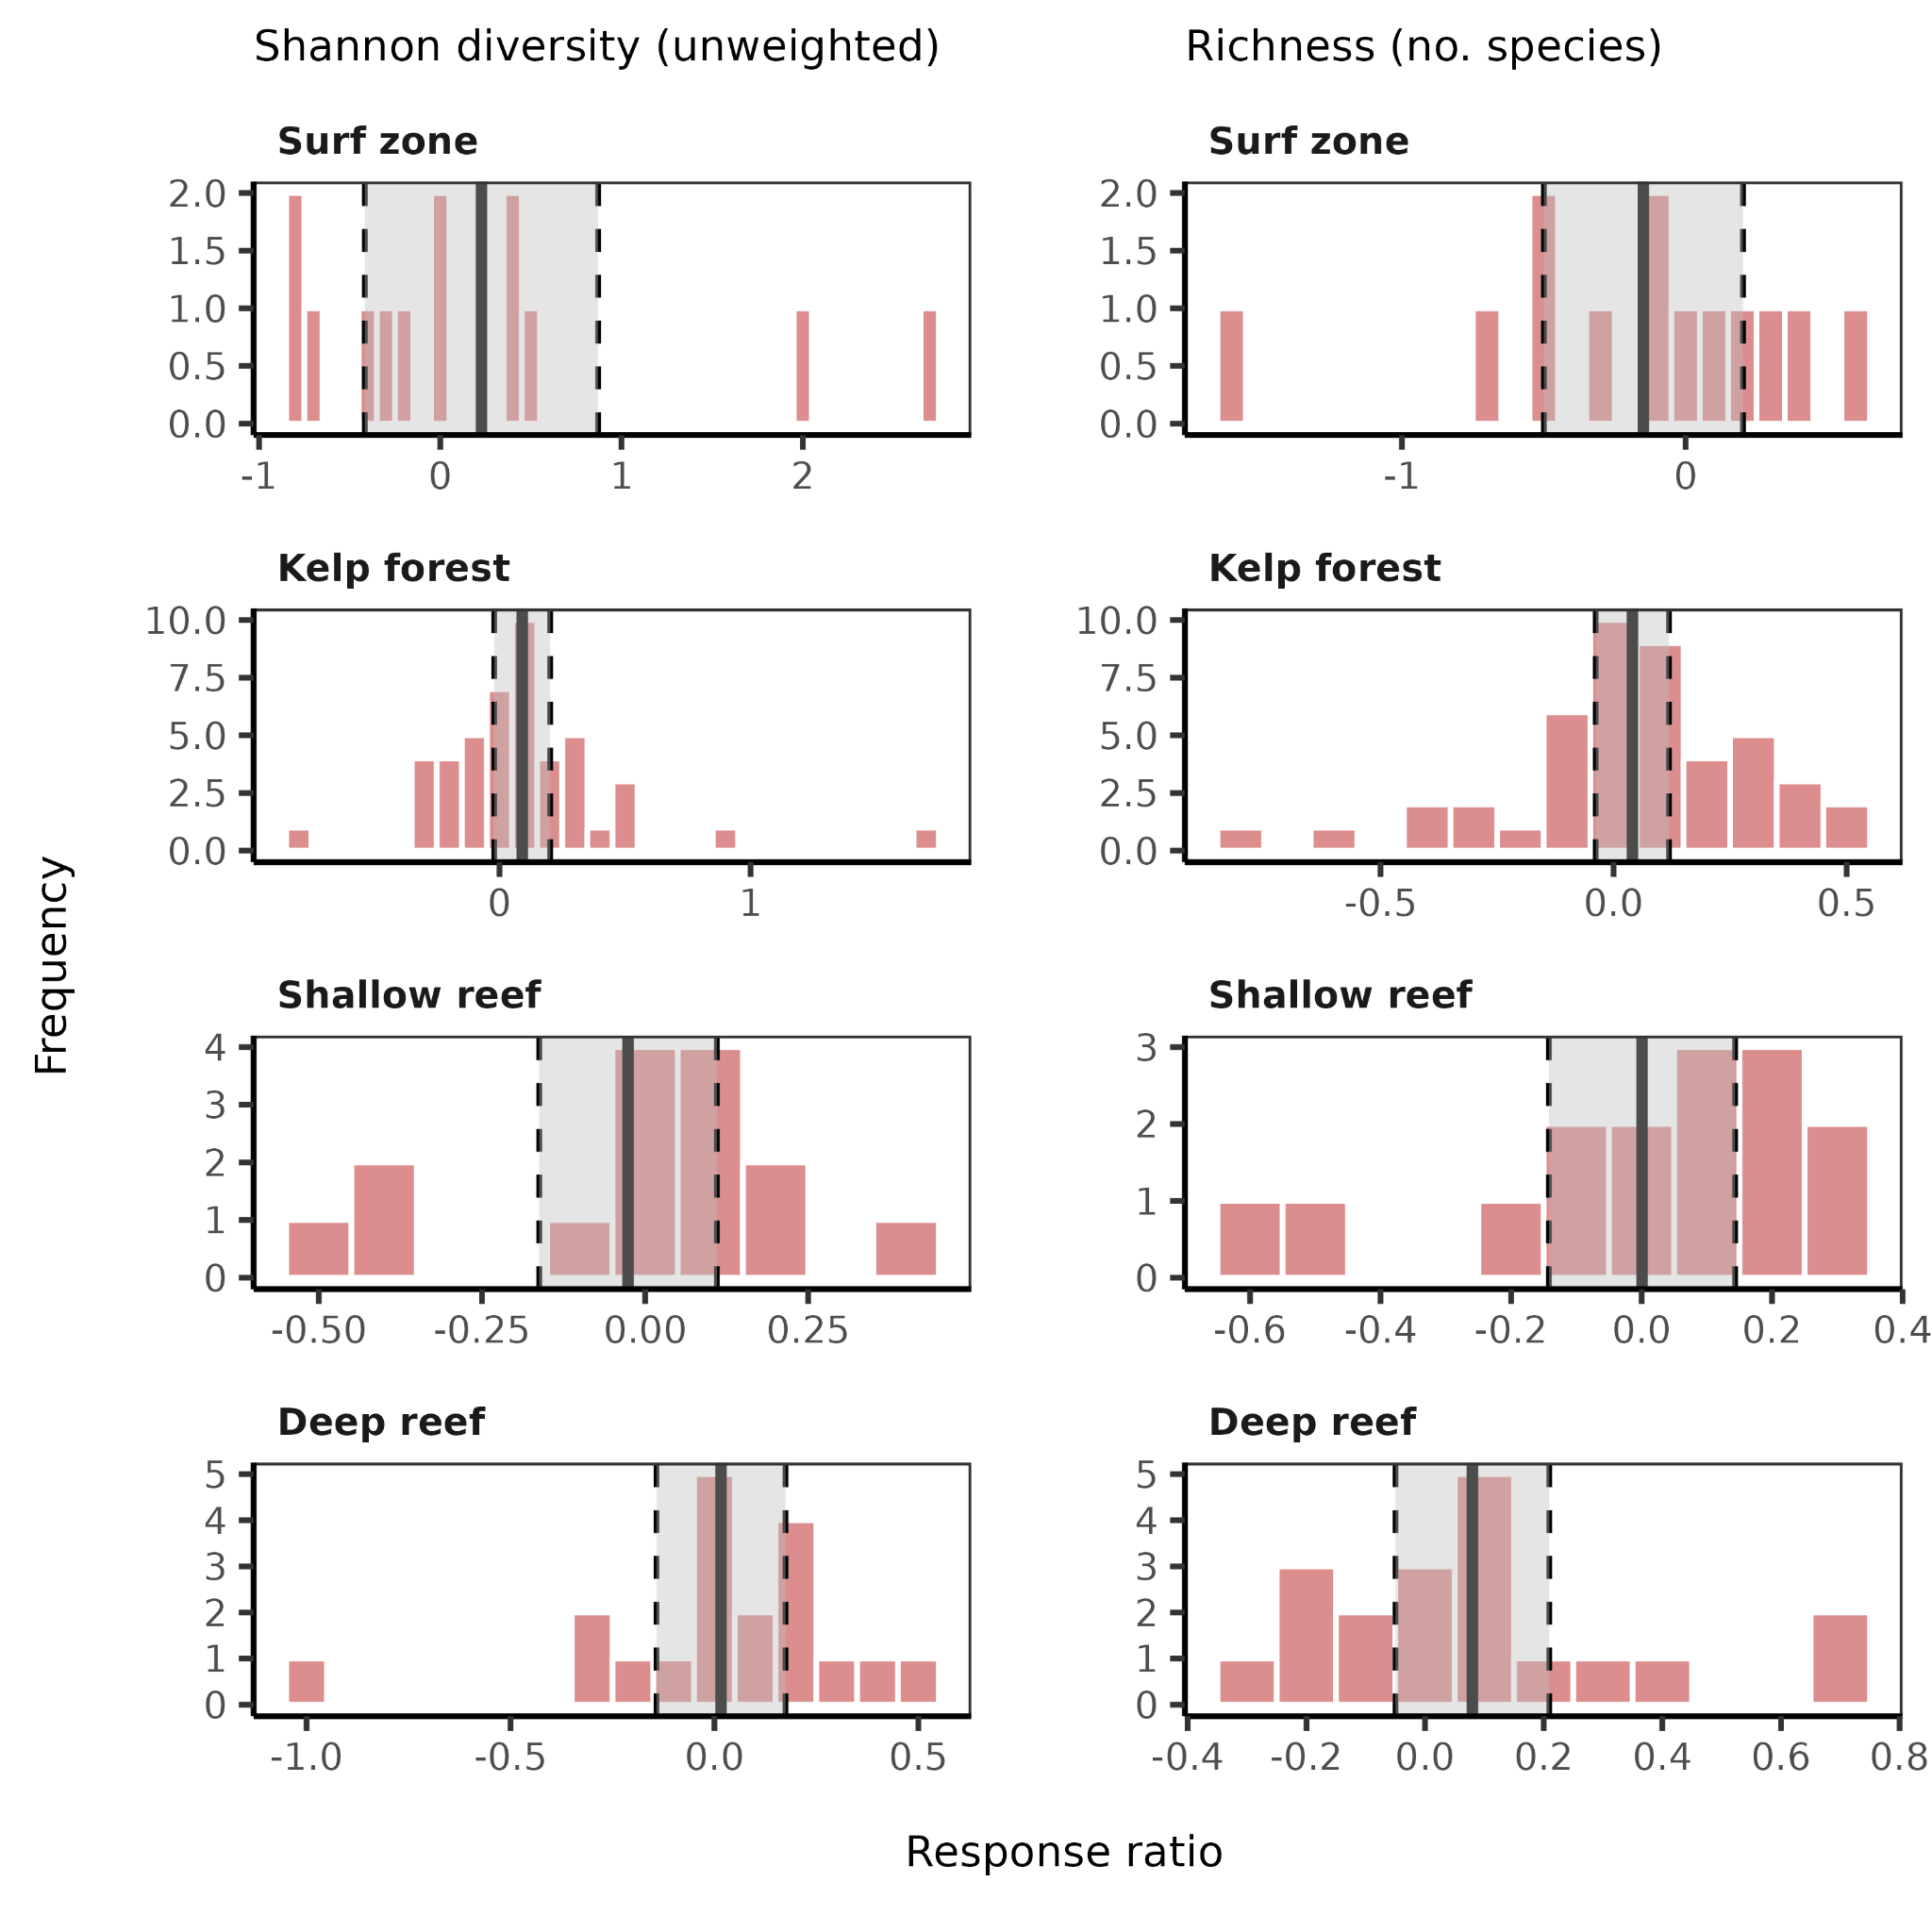 Shannon diversity (unweighted)
Richness (no. species)
Surf zone
2.0
1.5
1.0
0.5
0.0
-1 0 1 2
Surf zone
2.0
1.5
1.0
0.5
0.0
-1 0
Kelp forest
10.0
7.5
5.0
2.5
0.0
0 1
Kelp forest
10.0
7.5
5.0
2.5
0.0
-0.5 0.0 0.5
Shallow reef
4
3
2
1
0
-0.50 -0.25 0.00 0.25
Shallow reef
3
2
1
0
-0.6 -0.4 -0.2 0.0 0.2 0.4
Deep reef
5
4
3
2
1
0
-1.0 -0.5 0.0 0.5
Deep reef
5
4
3
2
1
0
-0.4 -0.2 0.0 0.2 0.4 0.6 0.8
Frequency
Response ratio